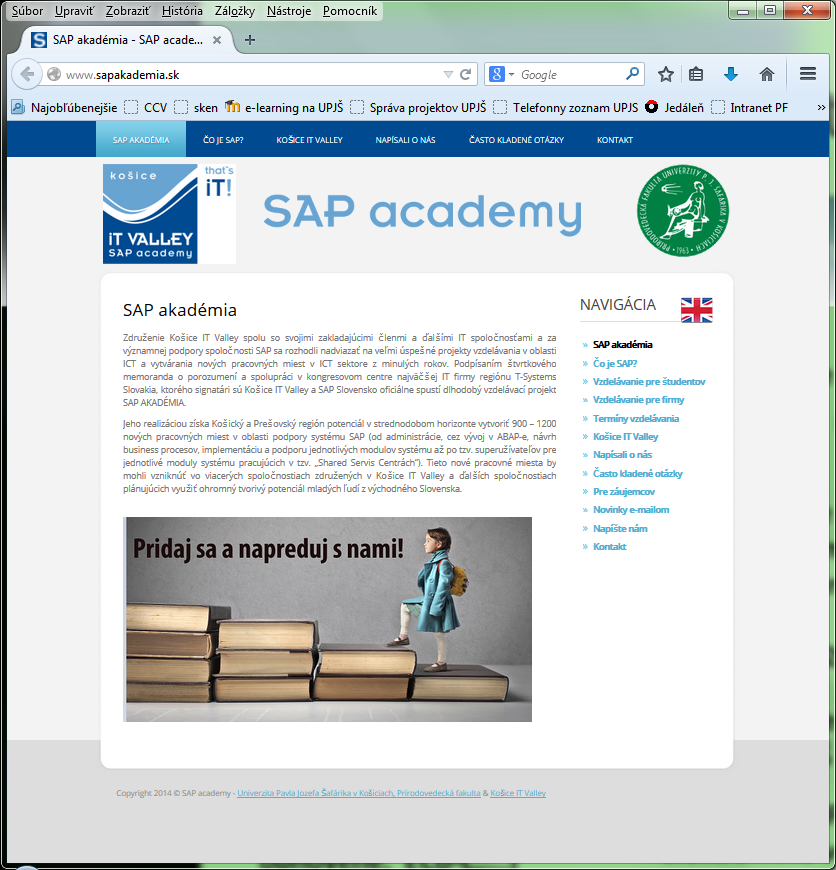 Súbor Upraviť Zobraziť História Záložky Nástroje Pomocník
SAP akadémia - SAP acade...
www.sapakademia.sk
Google
Najobľúbenejšie CCV sken e-learning na UPJŠ Správa projektov UPJŠ Telefonny zoznam UPJS Jedáleň Intranet PF »
SAP AKADÉMIA ČO JE SAP? KOŠICE IT VALLEY NAPÍSALI O NÁS ČASTO KLADENÉ OTÁZKY KONTAKT
košice
that's
iT!
iT VALLEY
SAP academy
SAP academy
PRÍRODOVEDECKÁ FAKULTA UNIVERZITY P. J. ŠAFÁRIKA V KOŠICIACH
1963
SAP akadémia
Združenie Košice IT Valley spolu so svojimi zakladajúcimi členmi a ďalšími IT spoločnosťami a za
významnej podpory spoločnosti SAP sa rozhodli nadviazať na veľmi úspešné projekty vzdelávania v oblasti
ICT a vytvárania nových pracovných miest v ICT sektore z minulých rokov. Podpísaním štvrtkového
memoranda o porozumení a spolupráci v kongresovom centre najväčšej IT firmy regiónu T-Systems
Slovakia, ktorého signatári sú Košice IT Valley a SAP Slovensko oficiálne spustí dlhodobý vzdelávací projekt
SAP AKADÉMIA.
Jeho realizáciou získa Košický a Prešovský región potenciál v strednodobom horizonte vytvoriť 900 – 1200
nových pracovných miest v oblasti podpory systému SAP (od administrácie, cez vývoj v ABAP-e, návrh
business procesov, implementáciu a podporu jednotlivých modulov systému až po tzv. superužívateľov pre
jednotlivé moduly systému pracujúcich v tzv. „Shared Servis Centrách"). Tieto nové pracovné miesta by
mohli vzniknúť vo viacerých spoločnostiach združených v Košice IT Valley a ďalších spoločnostiach
plánujúcich využiť ohromný tvorivý potenciál mladých ľudí z východného Slovenska.
Pridaj sa a napreduj s nami!
NAVIGÁCIA
» SAP akadémia
» Čo je SAP?
» Vzdelávanie pre študentov
» Vzdelávanie pre firmy
» Termíny vzdelávania
» Košice IT Valley
» Napísali o nás
» Často kladené otázky
» Pre záujemcov
» Novinky e-mailom
» Napíšte nám
» Kontakt
Copyright 2014 © SAP academy - Univerzita Pavla Jozefa Šafárika v Košiciach, Prírodovedecká fakulta & Košice IT Valley